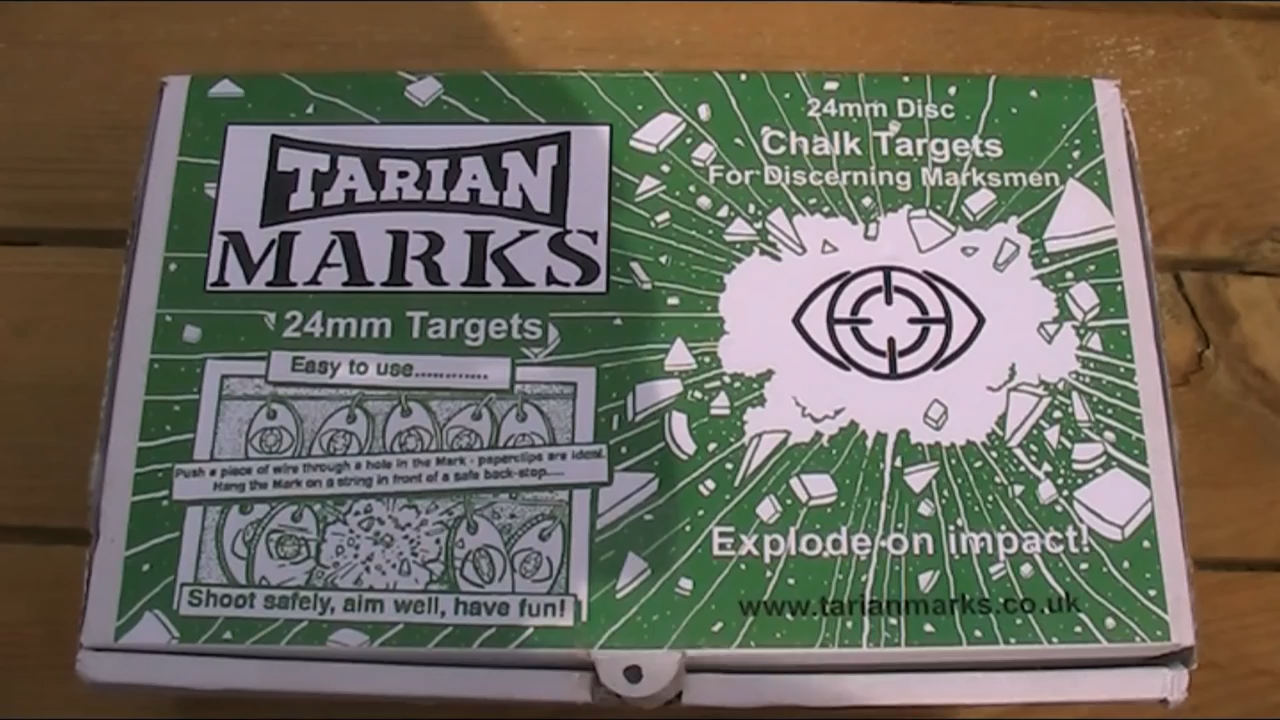 TARIAN
MARKS
24mm Targets
Easy to use............
Push a piece of wire through a hole in the Mark - paperclips are ideal.
Hang the Mark on a string in front of a safe back-stop.....
Shoot safely, aim well, have fun!
24mm Disc
Chalk Targets
For Discerning Marksmen
Explode on impact!
www.tarianmarks.co.uk